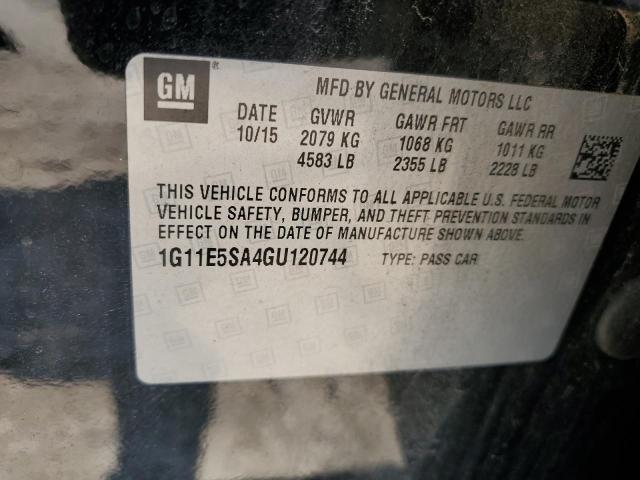 GM ® MFD BY GENERAL MOTORS LLC
DATE GVWR GAWR FRT GAWR RR
10/15 2079 KG 1068 KG 1011 KG
4583 LB 2355 LB 2228 LB
THIS VEHICLE CONFORMS TO ALL APPLICABLE U.S. FEDERAL MOTOR
VEHICLE SAFETY, BUMPER, AND THEFT PREVENTION STANDARDS IN
EFFECT ON THE DATE OF MANUFACTURE SHOWN ABOVE.
1G11E5SA4GU120744 TYPE: PASS CAR